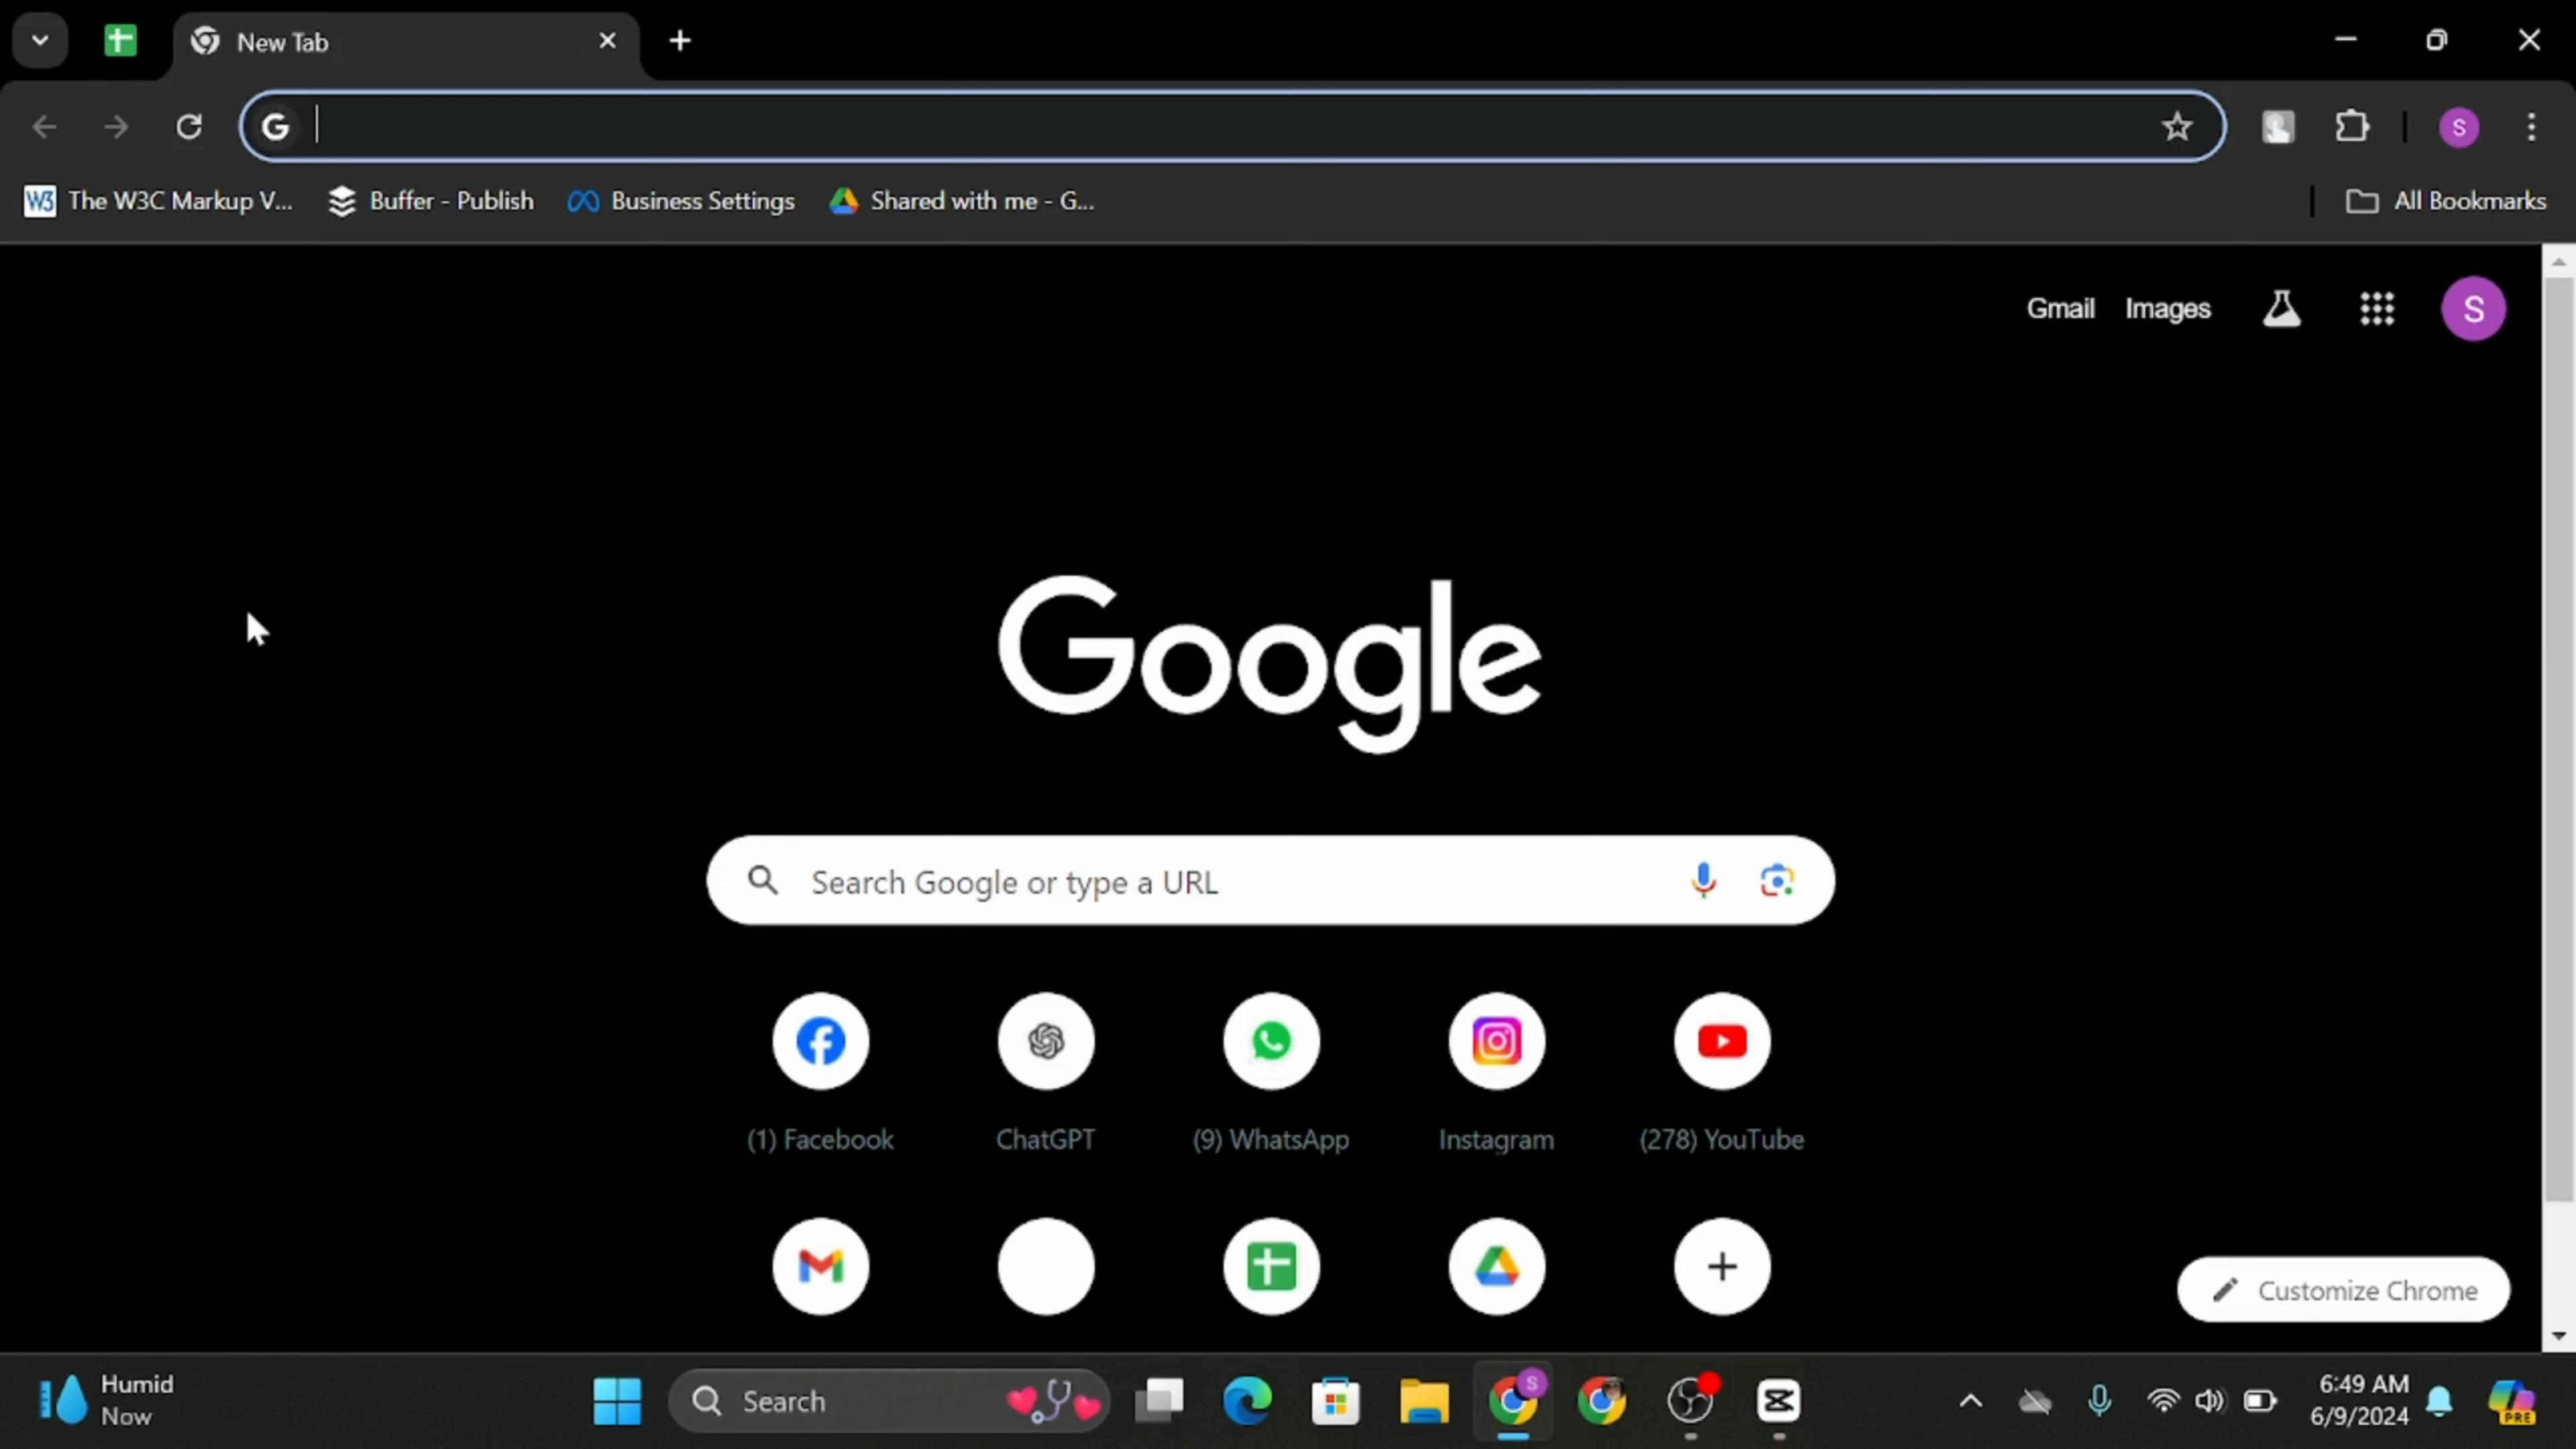 New Tab
The W3C Markup V...
Buffer - Publish
Business Settings
Shared with me - G...
All Bookmarks
S
Gmail
Images
S
Google
Search Google or type a URL
(1) Facebook
ChatGPT
(9) WhatsApp
Instagram
(278) YouTube
Customize Chrome
Humid
Now
Search
S
6:49 AM
6/9/2024
PRE